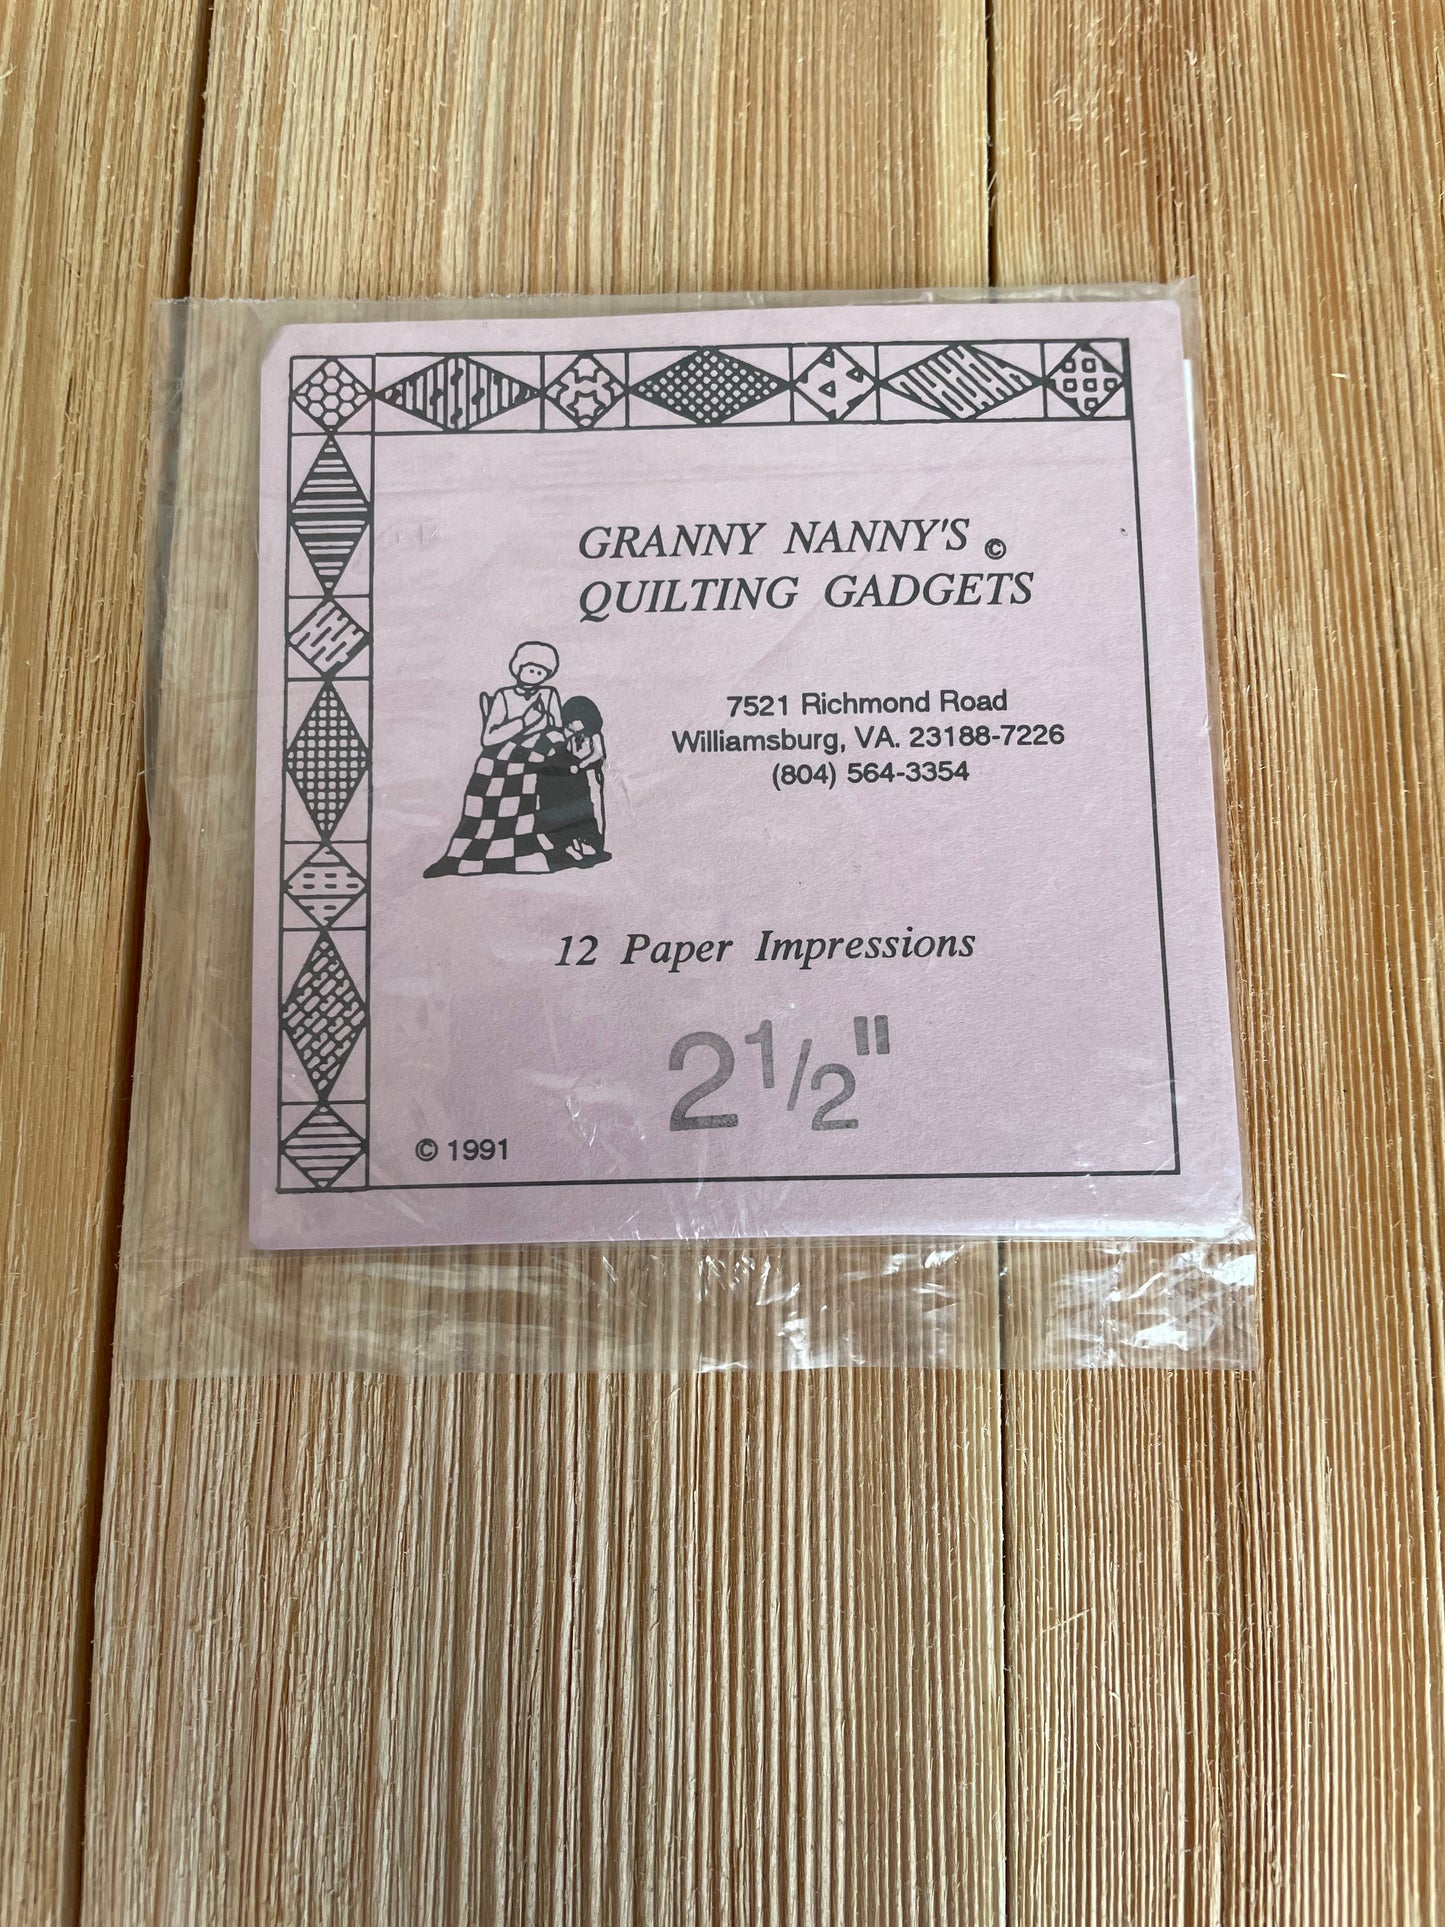 GRANNY NANNY'S ©
QUILTING GADGETS
7521 Richmond Road
Williamsburg, VA. 23188-7226
(804) 564-3354
12 Paper Impressions
2 1/2"
© 1991